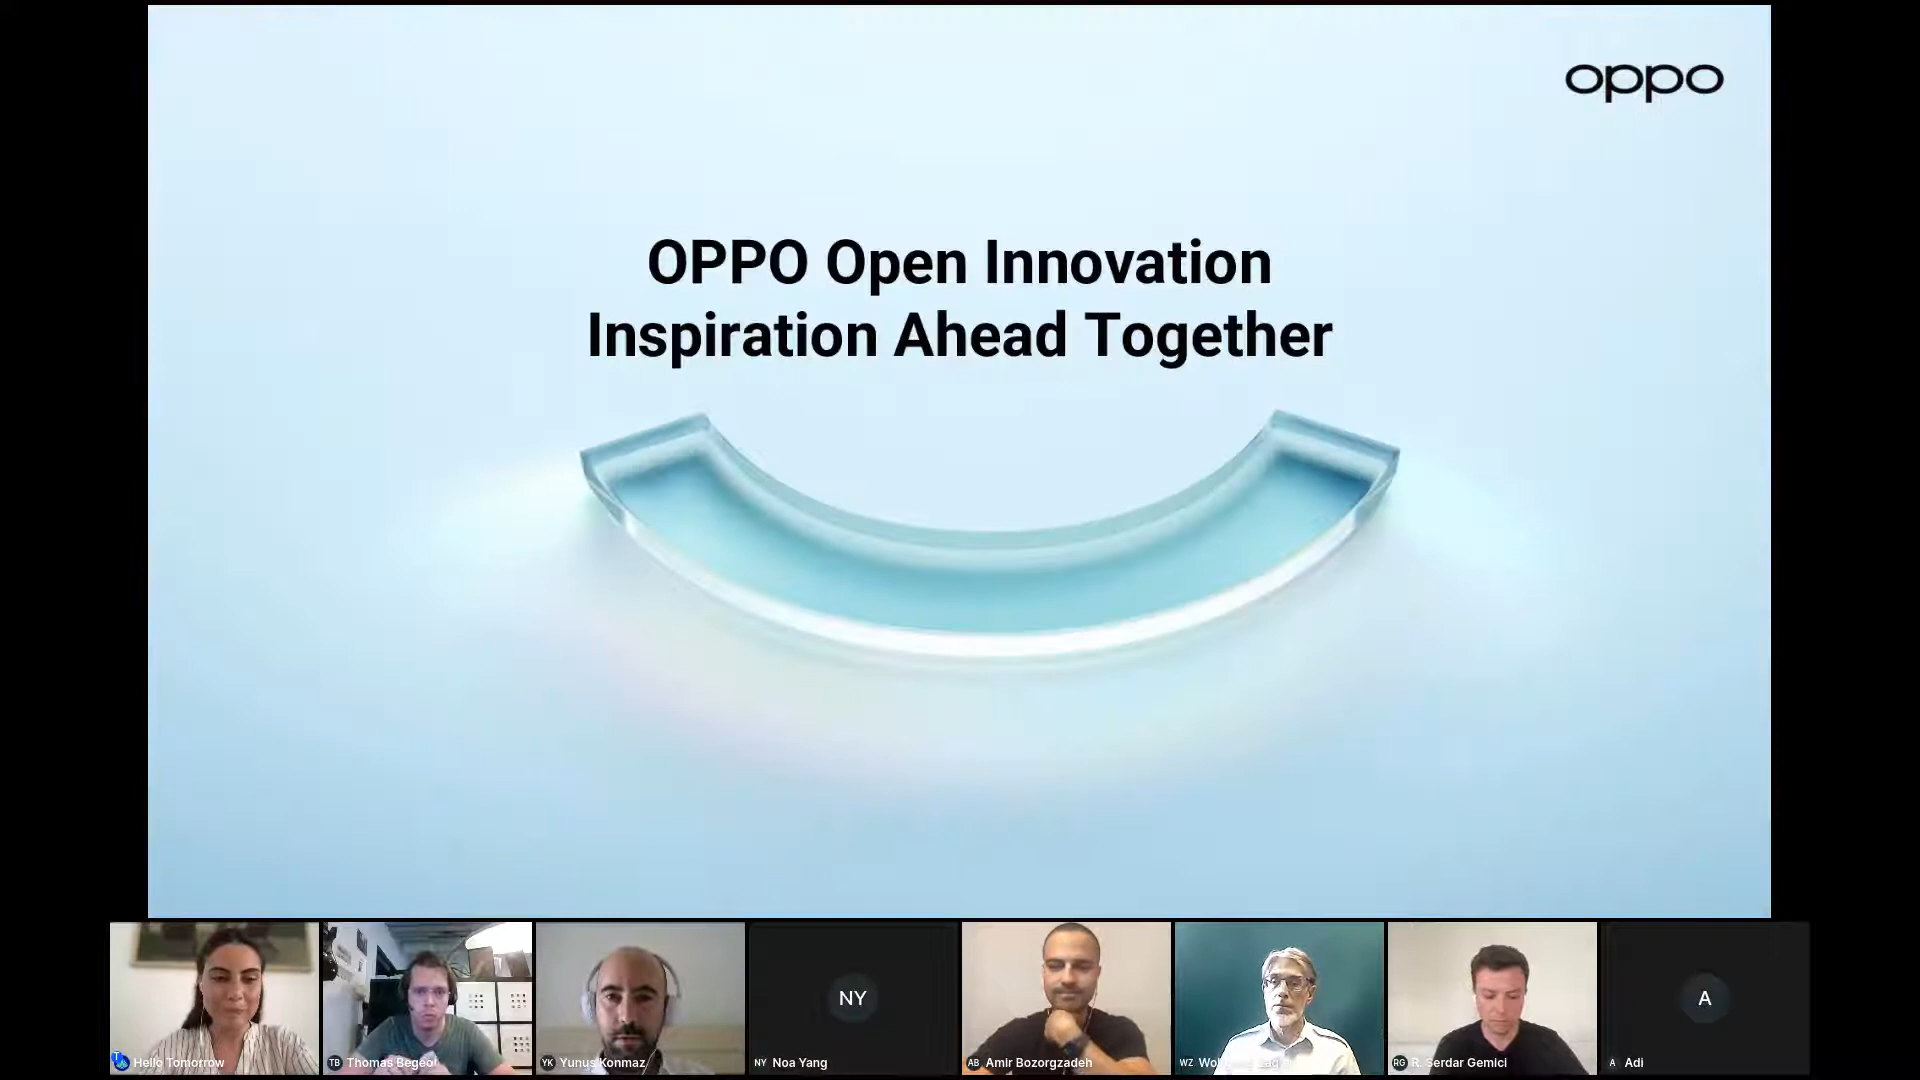 oppo
OPPO Open Innovation
Inspiration Ahead Together
Hello Tomorrow
TB Thomas Begeot
YK Yunus Konmaz
NY
NY Noa Yang
AB Amir Bozorgzadeh
WZ
RG R. Serdar Gemici
A
A Adi